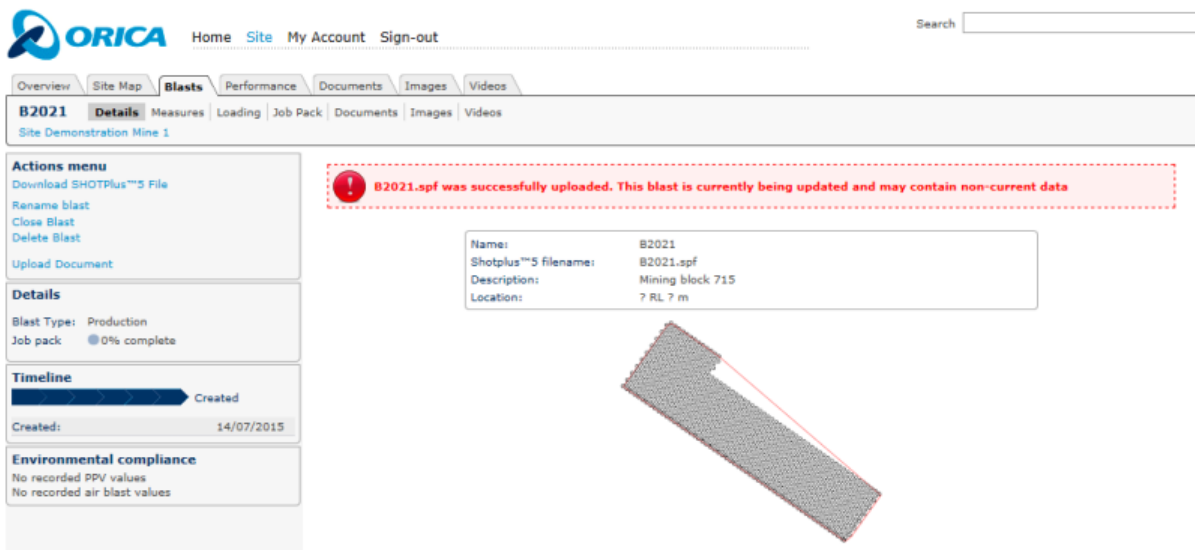 ORICA
Home Site My Account Sign-out
Search
Overview Site Map Blasts Performance Documents Images Videos
B2021 Details Measures Loading Job Pack Documents Images Videos
Site Demonstration Mine 1
Actions menu
Download SHOTPlus™5 File
Rename blast
Close Blast
Delete Blast
Upload Document
Details
Blast Type: Production
Job pack 0% complete
Timeline
Created
Created: 14/07/2015
Environmental compliance
No recorded PPV values
No recorded air blast values
B2021.spf was successfully uploaded. This blast is currently being updated and may contain non-current data
Name: B2021
Shotplus™5 filename: B2021.spf
Description: Mining block 715
Location: ? RL ? m